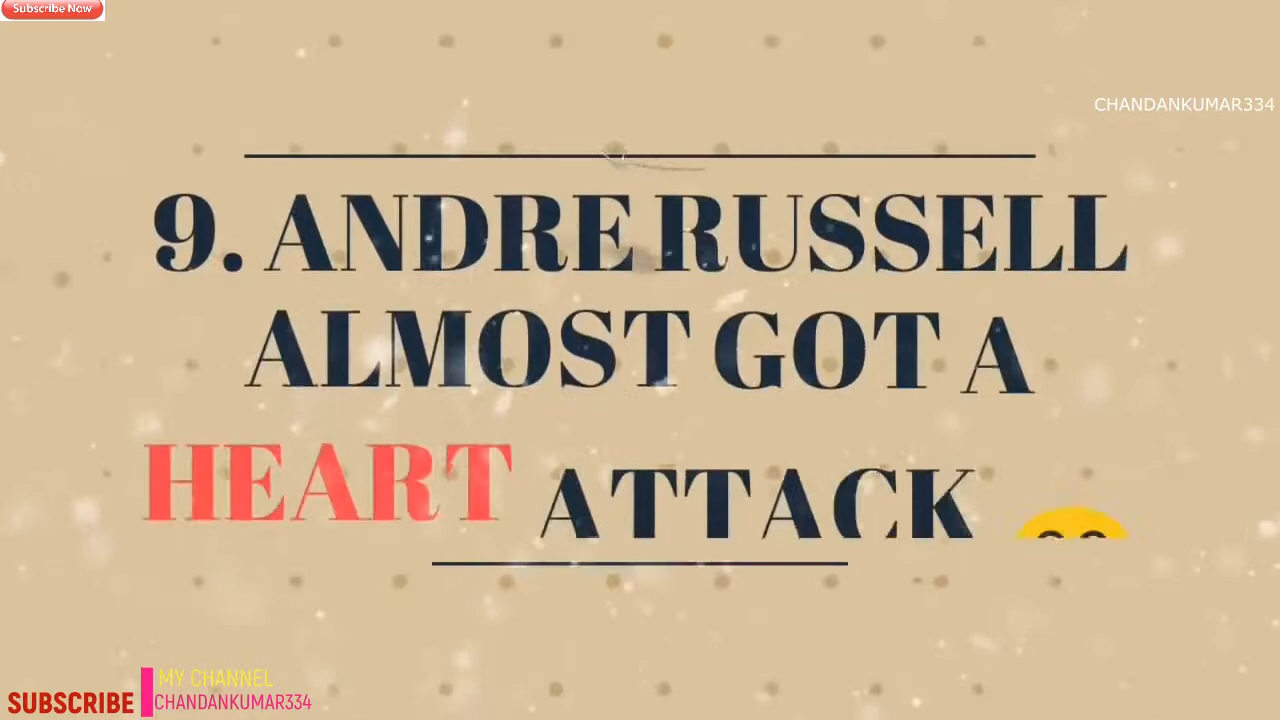 Subscribe Now
CHANDANKUMAR334
9. ANDRE RUSSELL
ALMOST GOT A
HEART ATTACK
SUBSCRIBE
MY CHANNEL
CHANDANKUMAR334